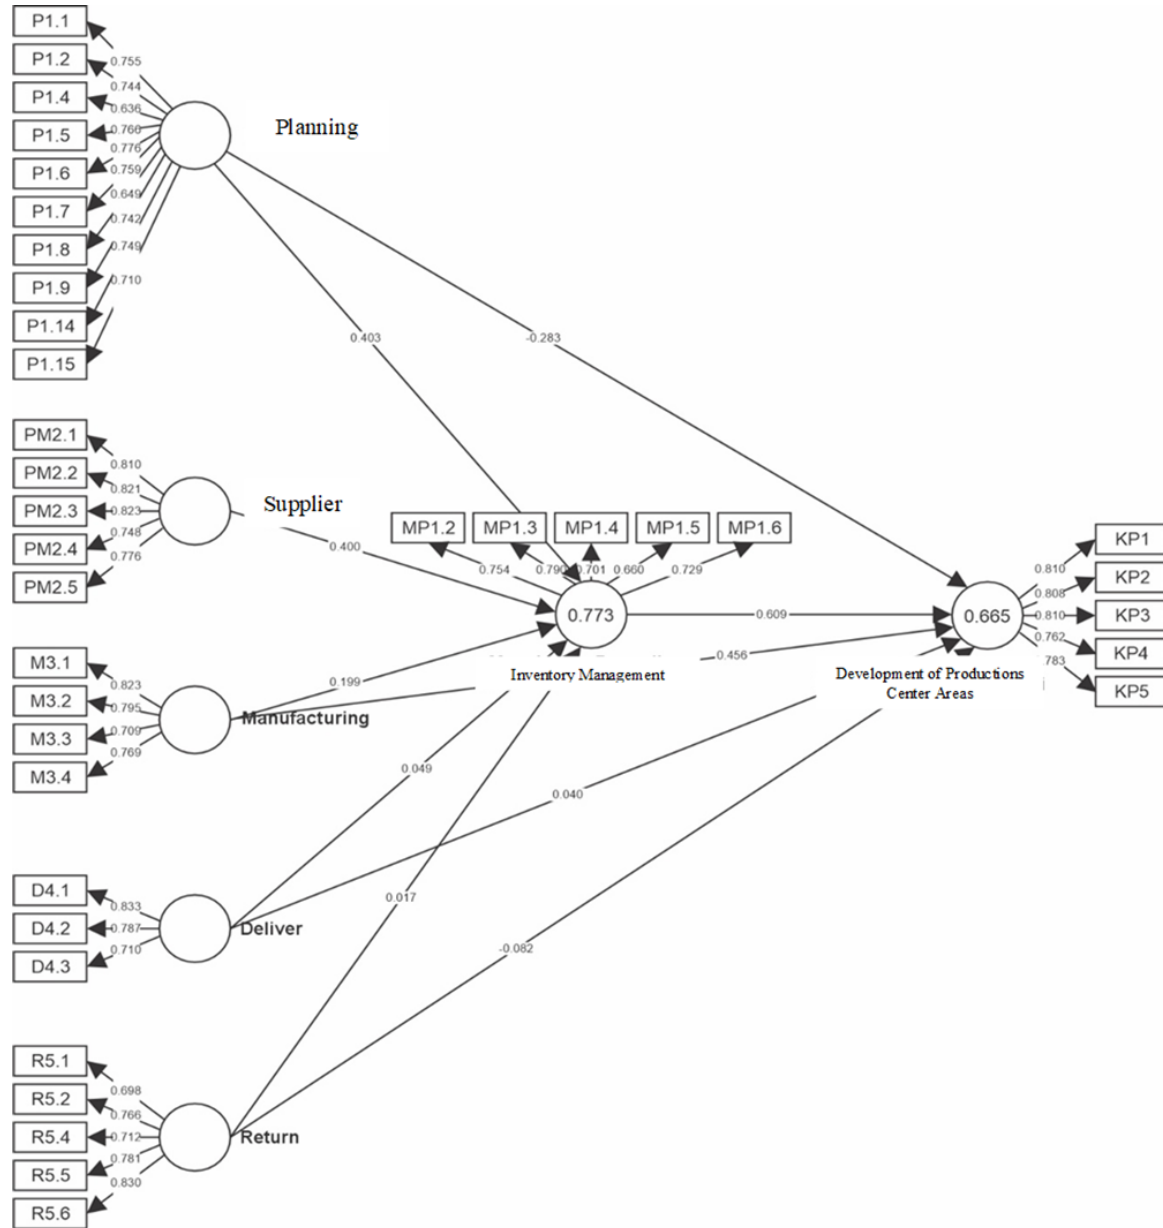 P1.1
P1.2
P1.4
P1.5
P1.6
P1.7
P1.8
P1.9
P1.14
P1.15
0.755
0.744
0.636
0.766
0.776
0.759
0.649
0.742
0.749
0.710
Planning
0.403
-0.283
PM2.1
PM2.2
PM2.3
PM2.4
PM2.5
0.810
0.821
0.823
0.748
0.776
Supplier
0.400
MP1.2
MP1.3
MP1.4
MP1.5
MP1.6
0.754
0.790
0.701
0.660
0.729
0.773
Inventory Management
0.609
0.456
0.665
Development of Productions
Center Areas
KP1
KP2
KP3
KP4
KP5
0.810
0.808
0.810
0.762
0.783
M3.1
M3.2
M3.3
M3.4
0.823
0.795
0.709
0.769
Manufacturing
0.199
0.049
0.040
D4.1
D4.2
D4.3
0.833
0.787
0.710
Deliver
0.017
-0.082
R5.1
R5.2
R5.4
R5.5
R5.6
0.698
0.766
0.712
0.781
0.830
Return